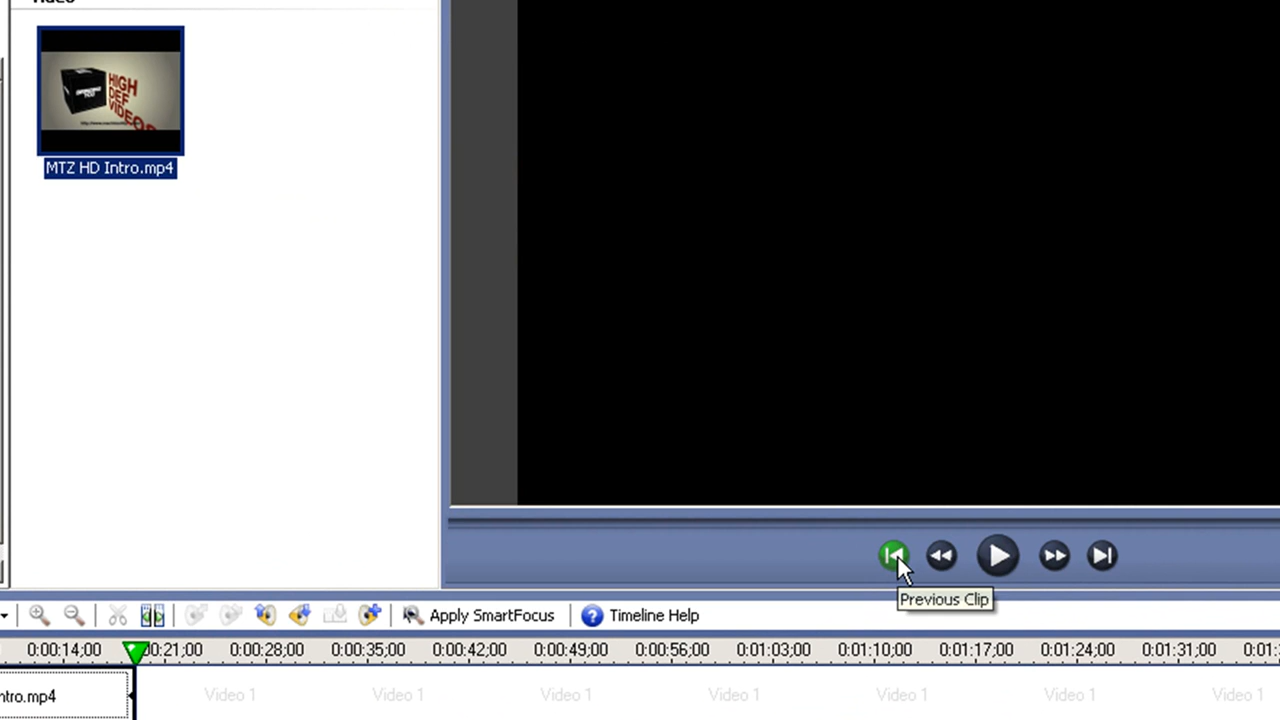 Video
HIGH
DEF
VIDEOS
MTZ HD Intro.mp4
Previous Clip
Apply SmartFocus
Timeline Help
0:00:14;00
00:21;00
0:00:28;00
0:00:35;00
0:00:42;00
0:00:49;00
0:00:56;00
0:01:03;00
0:01:10;00
0:01:17;00
0:01:24;00
0:01:31;00
0:01:
ntro.mp4
Video 1
Video 1
Video 1
Video 1
Video 1
Video 1
Video 1